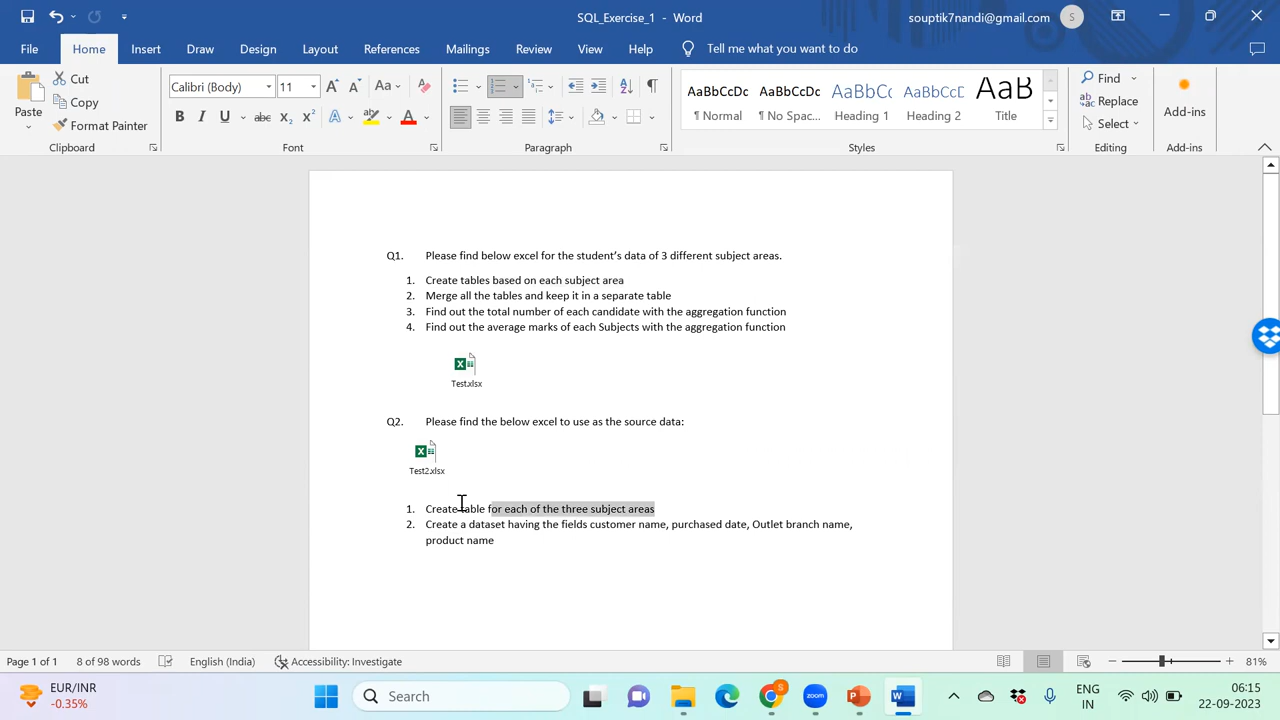 SQL_Exercise_1 - Word
souptik7nandi@gmail.com
S
File
Home
Insert
Draw
Design
Layout
References
Mailings
Review
View
Help
Tell me what you want to do
Paste
Cut
Copy
Format Painter
Clipboard
Calibri (Body)
11
Font
Paragraph
AaBbCcDc
¶ Normal
AaBbCcDc
¶ No Spac...
AaBbCc
Heading 1
AaBbCcC
Heading 2
AaB
Title
Styles
Find
Replace
Select
Editing
Add-ins
Add-ins
Q1. Please find below excel for the student's data of 3 different subject areas.
1. Create tables based on each subject area
2. Merge all the tables and keep it in a separate table
3. Find out the total number of each candidate with the aggregation function
4. Find out the average marks of each Subjects with the aggregation function
Test.xlsx
Q2. Please find the below excel to use as the source data:
Test2.xlsx
1. Create table for each of the three subject areas
2. Create a dataset having the fields customer name, purchased date, Outlet branch name,
product name
Page 1 of 1
8 of 98 words
English (India)
Accessibility: Investigate
81%
EUR/INR
-0.35%
Search
ENG
IN
06:15
22-09-2023